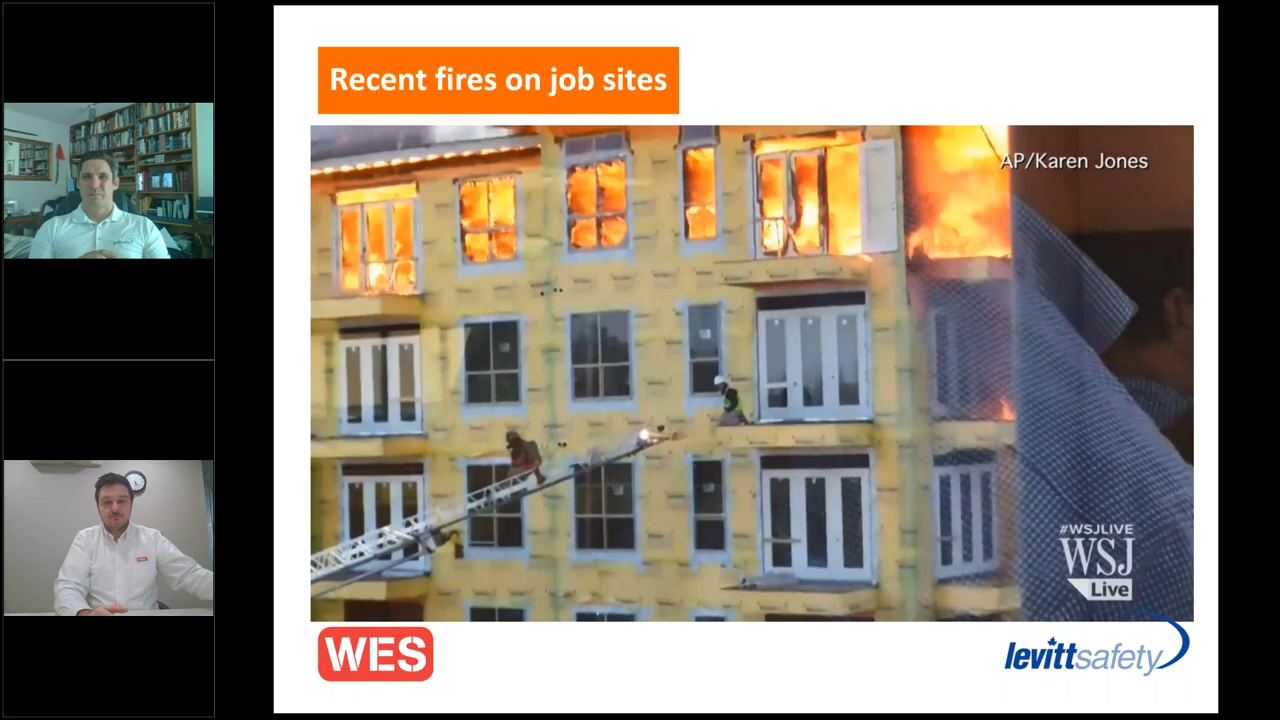 Recent fires on job sites
AP/Karen Jones
#WSJLIVE
WSJ
Live
WES
levittsafety